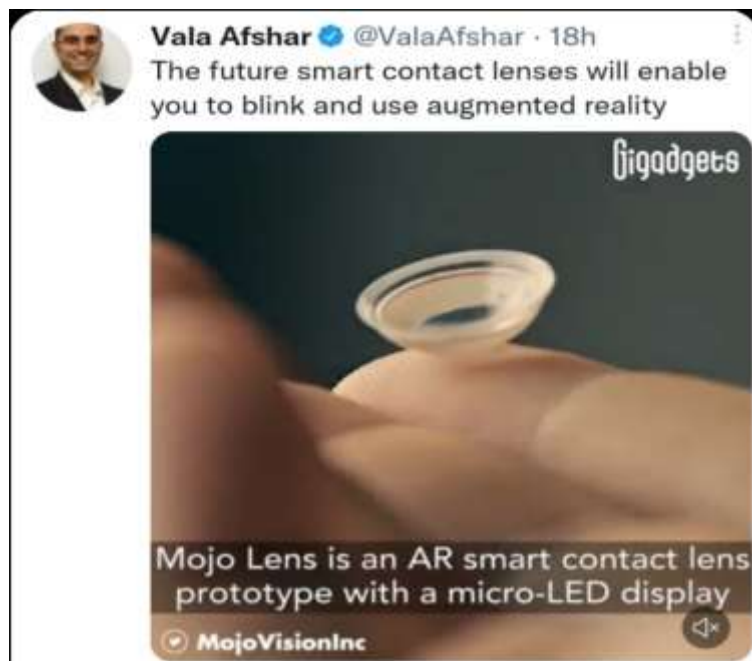 Vala Afshar @ValaAfshar · 18h
The future smart contact lenses will enable
you to blink and use augmented reality
Gigadgets
Mojo Lens is an AR smart contact lens
prototype with a micro-LED display
MojoVisionInc